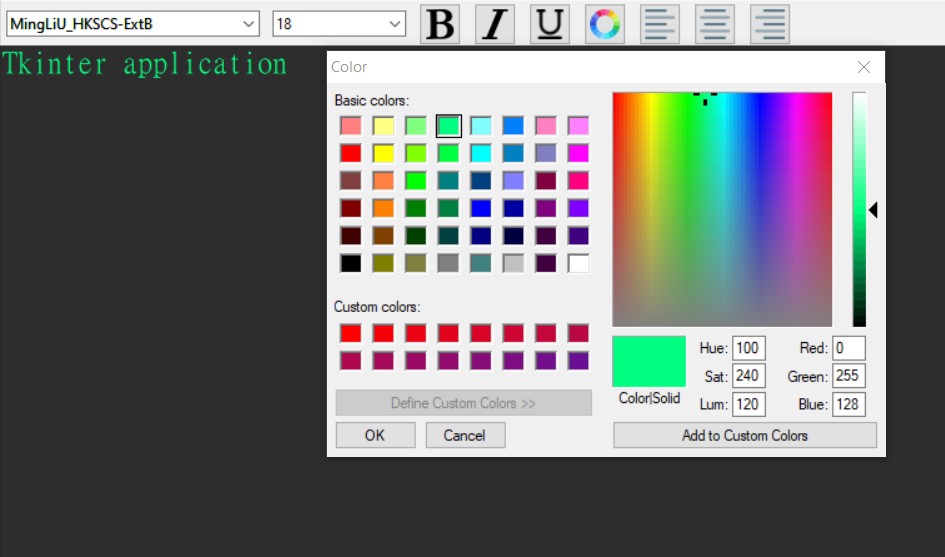 MingLiU_HKSCS-ExtB 18 B I U
Tkinter application
Color
Basic colors:
Custom colors:
Define Custom Colors >>
OK Cancel
Color|Solid
Hue: 100 Red: 0
Sat: 240 Green: 255
Lum: 120 Blue: 128
Add to Custom Colors